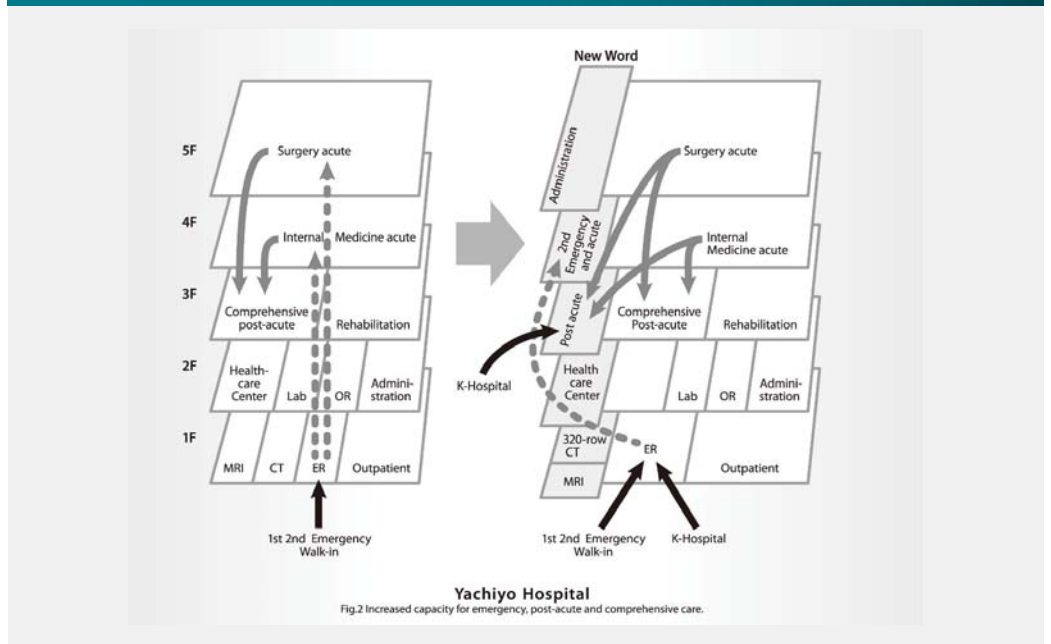 New Word
5F
Surgery acute
4F
Internal Medicine acute
3F
Comprehensive
post-acute
Rehabilitation
2F
Health-
care
Center
Lab
OR
Admini-
stration
1F
MRI
CT
ER
Outpatient
1st 2nd Emergency
Walk-in
Administration
Surgery acute
2nd
Emergency
and acute
Internal
Medicine acute
Post acute
Comprehensive
Post-acute
Rehabilitation
K-Hospital
Health
care
Center
Lab
OR
Admini-
stration
320-row
CT
ER
Outpatient
MRI
1st 2nd Emergency
Walk-in
K-Hospital
Yachiyo Hospital
Fig.2 Increased capacity for emergency, post-acute and comprehensive care.